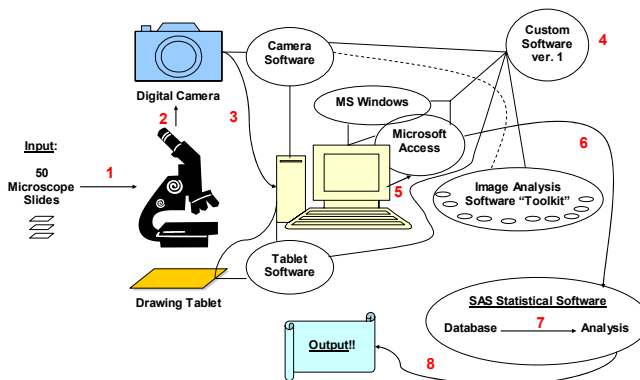 Camera
Software
Custom
Software
ver. 1
4
Digital Camera
2
3
MS Windows
Microsoft
Access
6
Input:
50
Microscope
Slides
1
5
Image Analysis
Software “Toolkit”
Tablet
Software
Drawing Tablet
SAS Statistical Software
Database
7
Analysis
Output!!
8